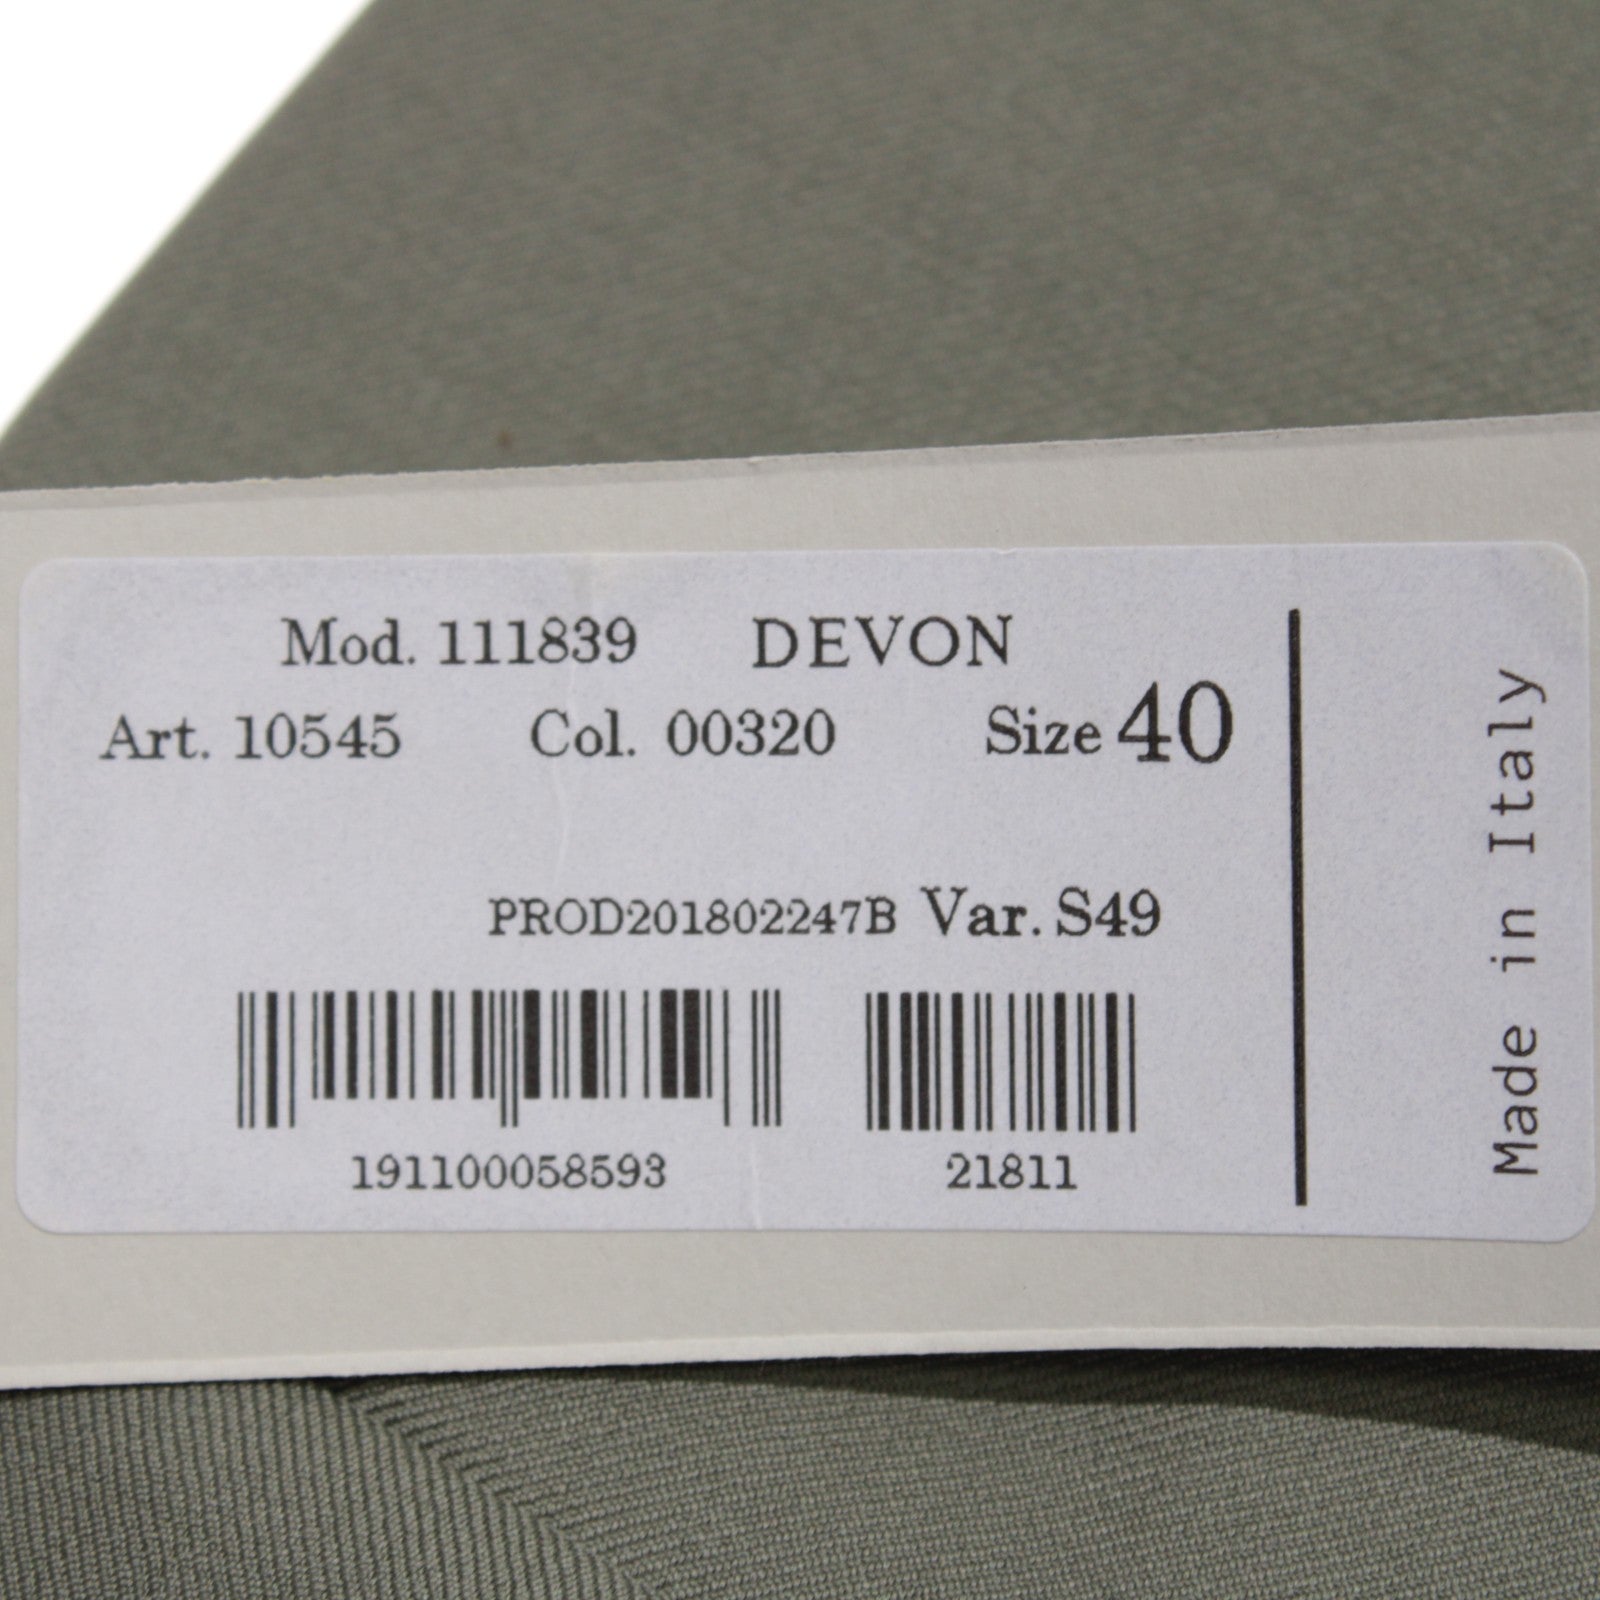 Mod. 111839 DEVON
Art. 10545 Col. 00320 Size 40
PROD201802247B Var. S49
191100058593 21811
Made in Italy